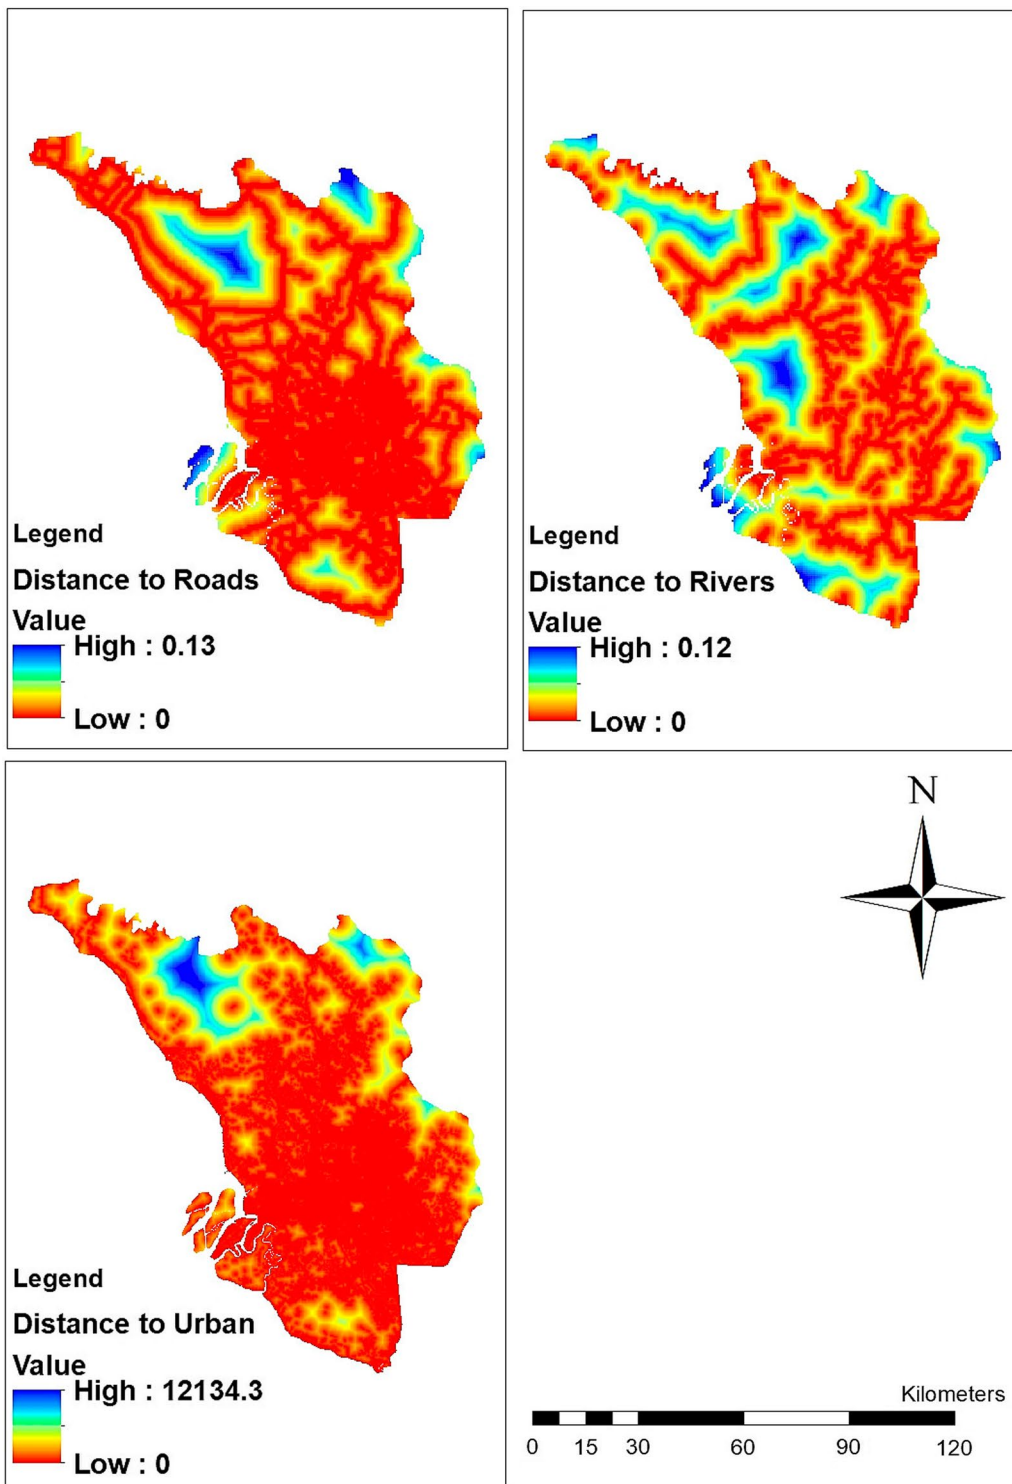 Legend
Distance to Roads
Value
High : 0.13
Low : 0
Legend
Distance to Rivers
Value
High : 0.12
Low : 0
Legend
Distance to Urban
Value
High : 12134.3
Low : 0
N
Kilometers
0 15 30 60 90 120